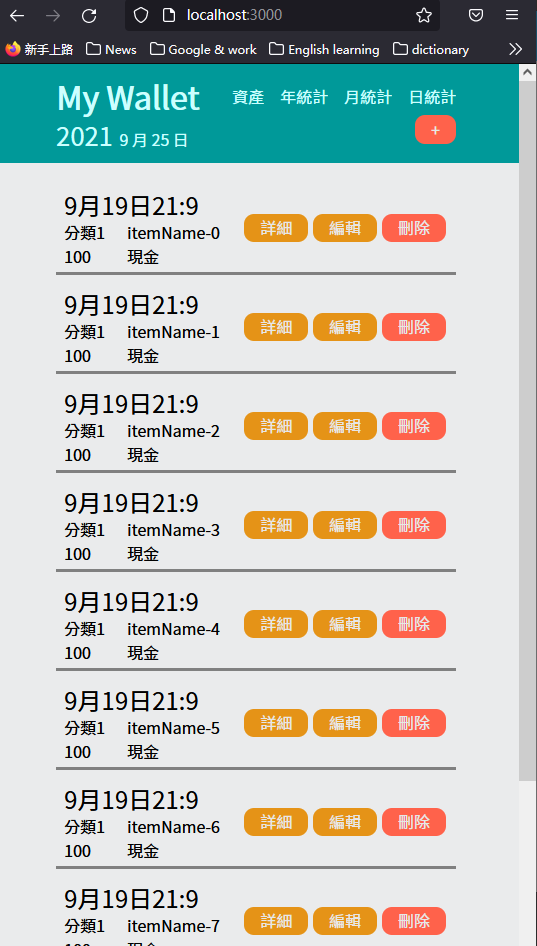 localhost:3000
新手上路 News Google & work English learning dictionary
My Wallet 資產 年統計 月統計 日統計
2021 9 月 25 日 +
9月19日21:9
分類1 itemName-0 詳細 編輯 刪除
100 現金
9月19日21:9
分類1 itemName-1 詳細 編輯 刪除
100 現金
9月19日21:9
分類1 itemName-2 詳細 編輯 刪除
100 現金
9月19日21:9
分類1 itemName-3 詳細 編輯 刪除
100 現金
9月19日21:9
分類1 itemName-4 詳細 編輯 刪除
100 現金
9月19日21:9
分類1 itemName-5 詳細 編輯 刪除
100 現金
9月19日21:9
分類1 itemName-6 詳細 編輯 刪除
100 現金
9月19日21:9
分類1 itemName-7 詳細 編輯 刪除
100 現金